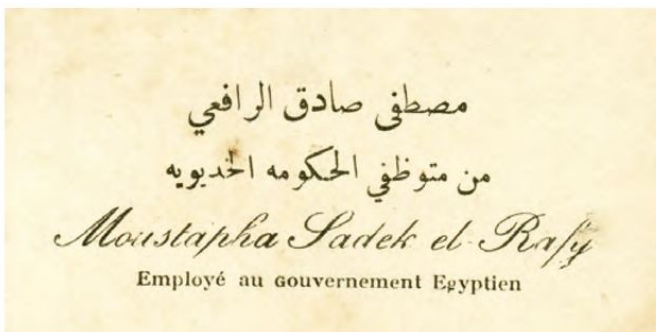 مصطفى صادق الرافعي
من متوظفي الحكومه الخديويه
Moustapha Sadek el Rafy
Employé au Gouvernement Egyptien